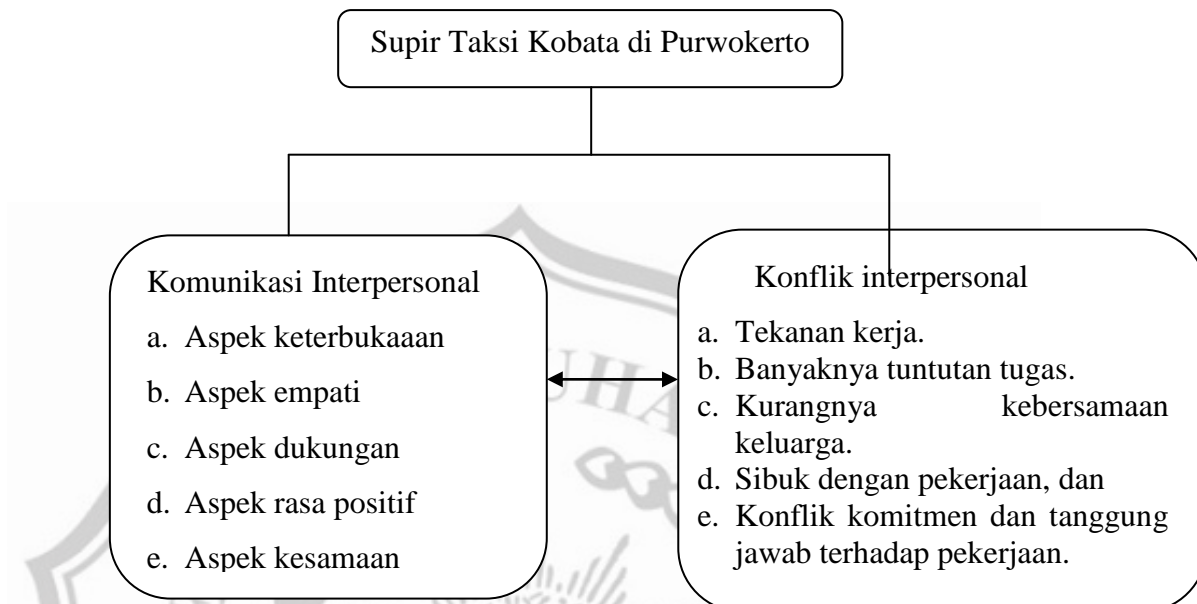 Supir Taksi Kobata di Purwokerto
Komunikasi Interpersonal
a. Aspek keterbukaaan
b. Aspek empati
c. Aspek dukungan
d. Aspek rasa positif
e. Aspek kesamaan
Konflik interpersonal
a. Tekanan kerja.
b. Banyaknya tuntutan tugas.
c. Kurangnya kebersamaan
keluarga.
d. Sibuk dengan pekerjaan, dan
e. Konflik komitmen dan tanggung
jawab terhadap pekerjaan.